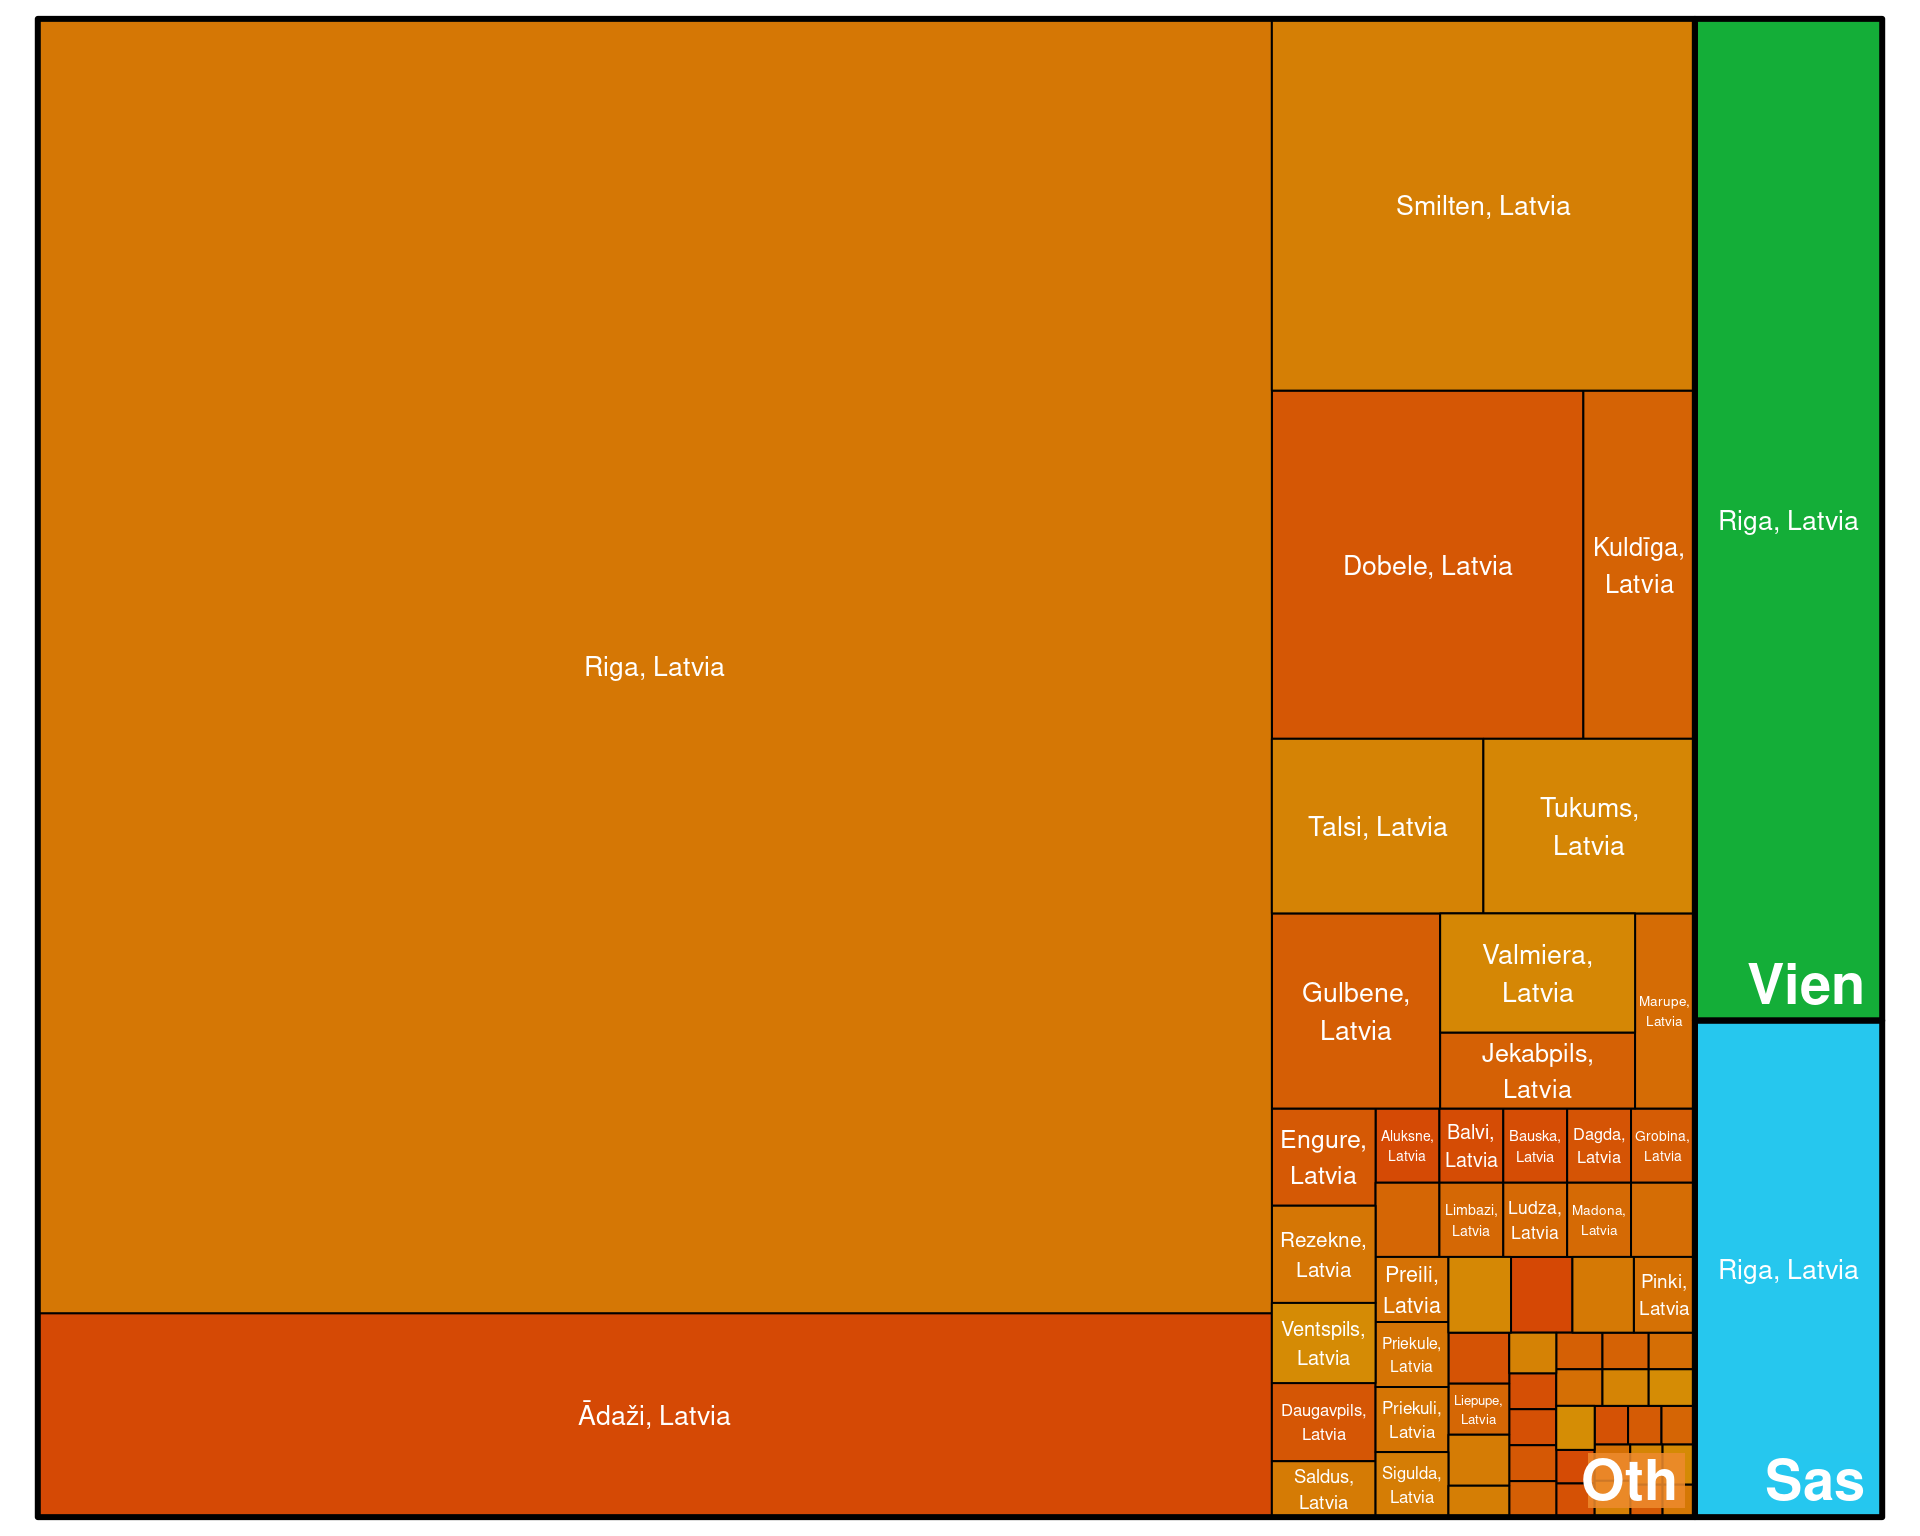 Riga, Latvia
Ādaži, Latvia
Smilten, Latvia
Dobele, Latvia
Kuldīga,
Latvia
Talsi, Latvia
Tukums,
Latvia
Gulbene,
Latvia
Valmiera,
Latvia
Jekabpils,
Latvia
Marupe,
Latvia
Engure,
Latvia
Rezekne,
Latvia
Ventspils,
Latvia
Daugavpils,
Latvia
Saldus,
Latvia
Aluksne,
Latvia
Balvi,
Latvia
Bauska,
Latvia
Dagda,
Latvia
Grobina,
Latvia
Limbazi,
Latvia
Ludza,
Latvia
Madona,
Latvia
Preili,
Latvia
Priekule,
Latvia
Priekuli,
Latvia
Sigulda,
Latvia
Pinki,
Latvia
Liepupe,
Latvia
Oth
Riga, Latvia
Vien
Riga, Latvia
Sas